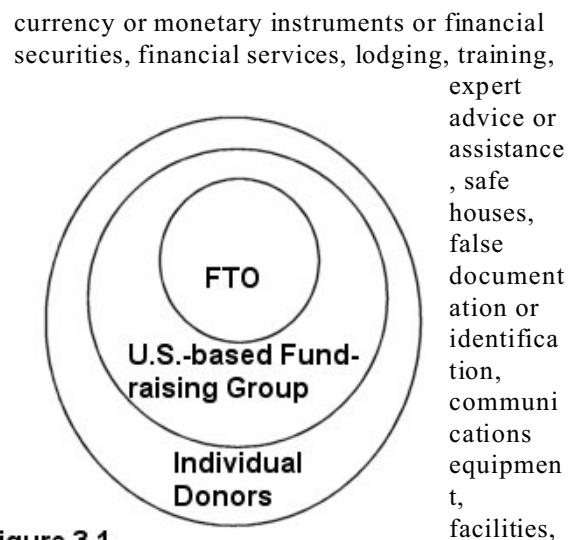 currency or monetary instruments or financial
securities, financial services, lodging, training,
expert
advice or
assistance
, safe
houses,
false
document
ation or
identifica
tion,
communi
cations
equipmen
t,
facilities,
FTO
U.S.-based Fund-
raising Group
Individual
Donors
igure 3.1